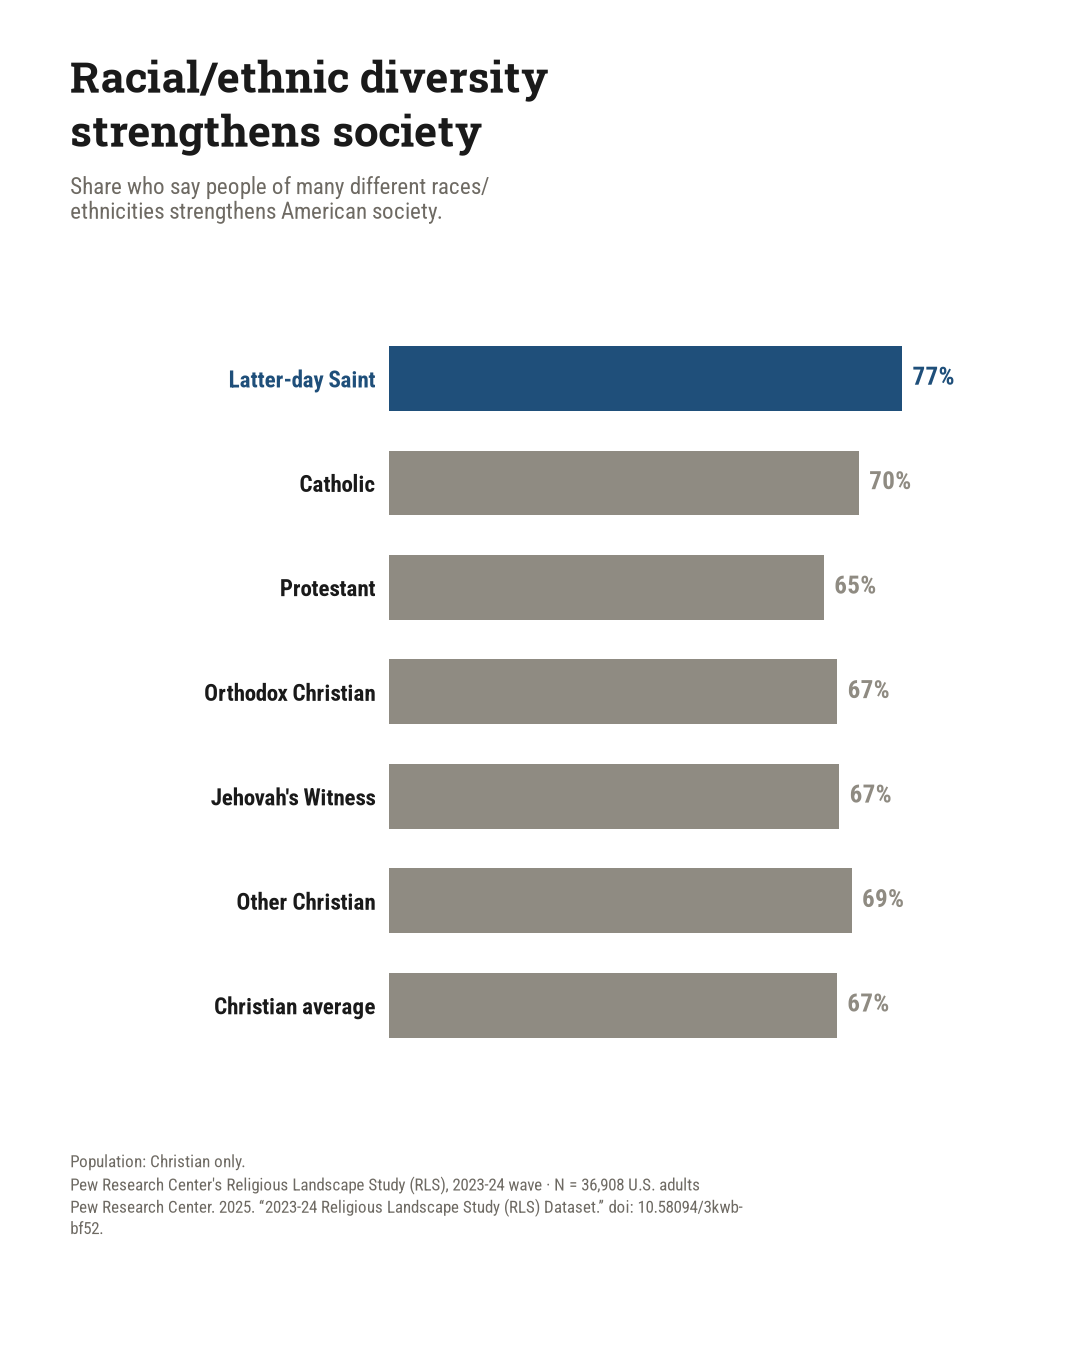 Racial/ethnic diversity
strengthens society
Share who say people of many different races/
ethnicities strengthens American society.
Latter-day Saint 77%
Catholic 70%
Protestant 65%
Orthodox Christian 67%
Jehovah's Witness 67%
Other Christian 69%
Christian average 67%
Population: Christian only.
Pew Research Center's Religious Landscape Study (RLS), 2023-24 wave · N = 36,908 U.S. adults
Pew Research Center. 2025. “2023-24 Religious Landscape Study (RLS) Dataset.” doi: 10.58094/3kwb-
bf52.